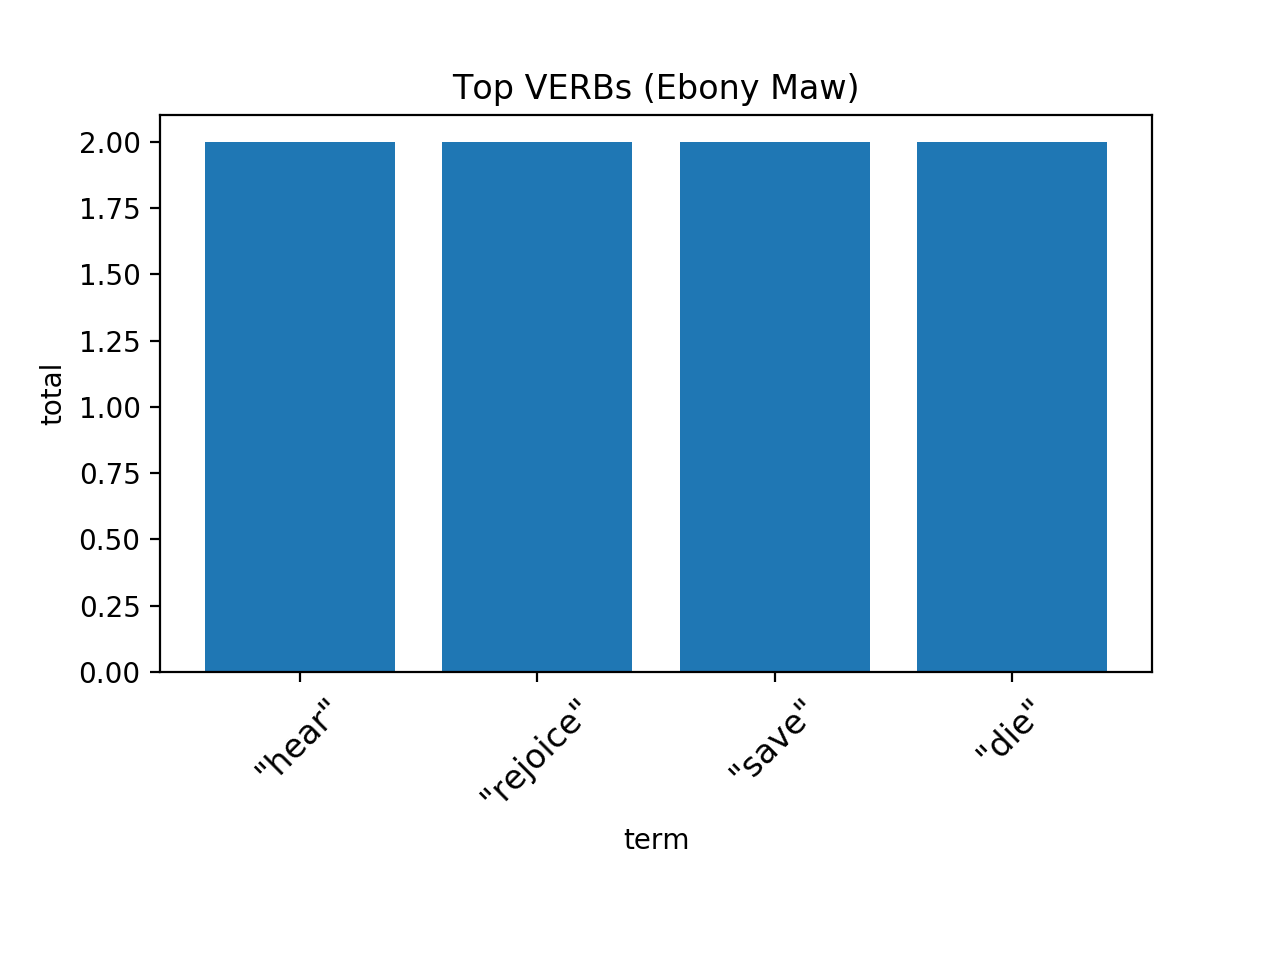 Top VERBs (Ebony Maw)
total
2.00
1.75
1.50
1.25
1.00
0.75
0.50
0.25
0.00
"hear"
"rejoice"
"save"
"die"
term